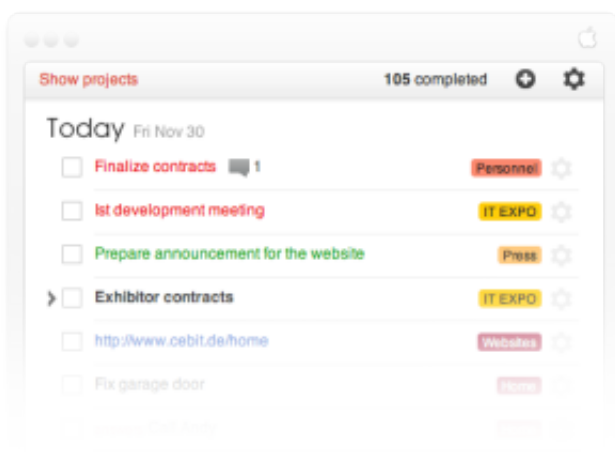 Show projects 105 completed
Today Fri Nov 30
Finalize contracts 1 Personnel
Ist development meeting IT EXPO
Prepare announcement for the website Press
Exhibitor contracts IT EXPO
http://www.cebit.de/home Websites
Fix garage door Home